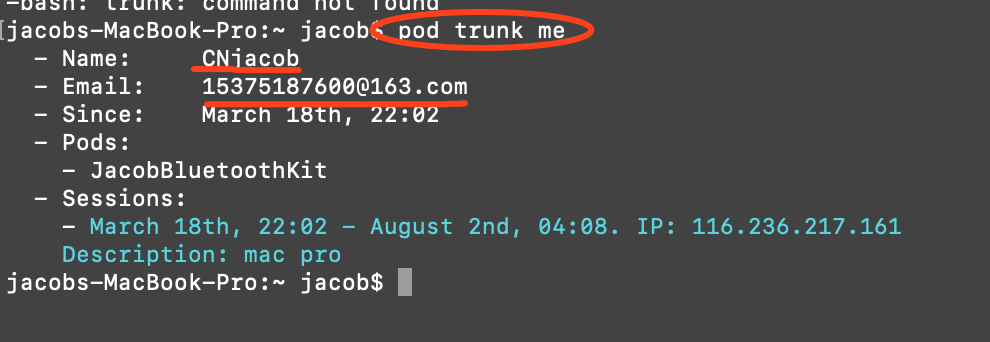 -bash: trunk: command not found
jacobs-MacBook-Pro:~ jacob$ pod trunk me
- Name: CNjacob
- Email: 15375187600@163.com
- Since: March 18th, 22:02
- Pods:
- JacobBluetoothKit
- Sessions:
- March 18th, 22:02 - August 2nd, 04:08. IP: 116.236.217.161
Description: mac pro
jacobs-MacBook-Pro:~ jacob$